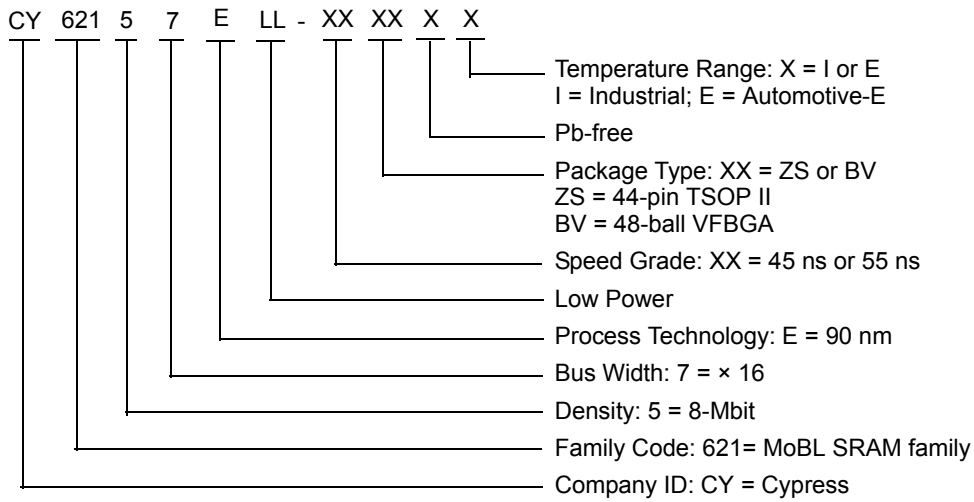 CY 621 5 7 E LL - XX XX X X
Temperature Range: X = I or E
I = Industrial; E = Automotive-E
Pb-free
Package Type: XX = ZS or BV
ZS = 44-pin TSOP II
BV = 48-ball VFBGA
Speed Grade: XX = 45 ns or 55 ns
Low Power
Process Technology: E = 90 nm
Bus Width: 7 = × 16
Density: 5 = 8-Mbit
Family Code: 621= MoBL SRAM family
Company ID: CY = Cypress